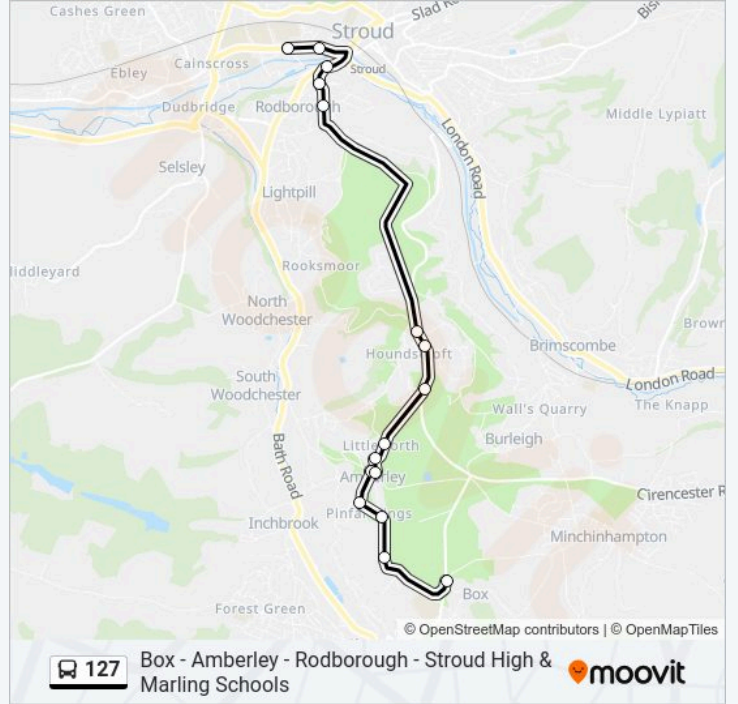 Cashes Green
Slad R
Bis
Stroud
Cainscross
Ebley
Stroud
Dudbridge
Rodborough
Middle Lypiatt
London Road
Selsley
Lightpill
Rooksmoor
iddleyard
North
Woodchester
Brown
Houndscroft
Brimscombe
South
Woodchester
London Road
The Knapp
Wall's Quarry
Littleworth
Burleigh
Bath Road
Amberley
Cirencester R
Pinfarthings
Inchbrook
Minchinhampton
Box
Forest Green
© OpenStreetMap contributors | © OpenMapTiles
127
Box - Amberley - Rodborough - Stroud High &
Marling Schools
moovit